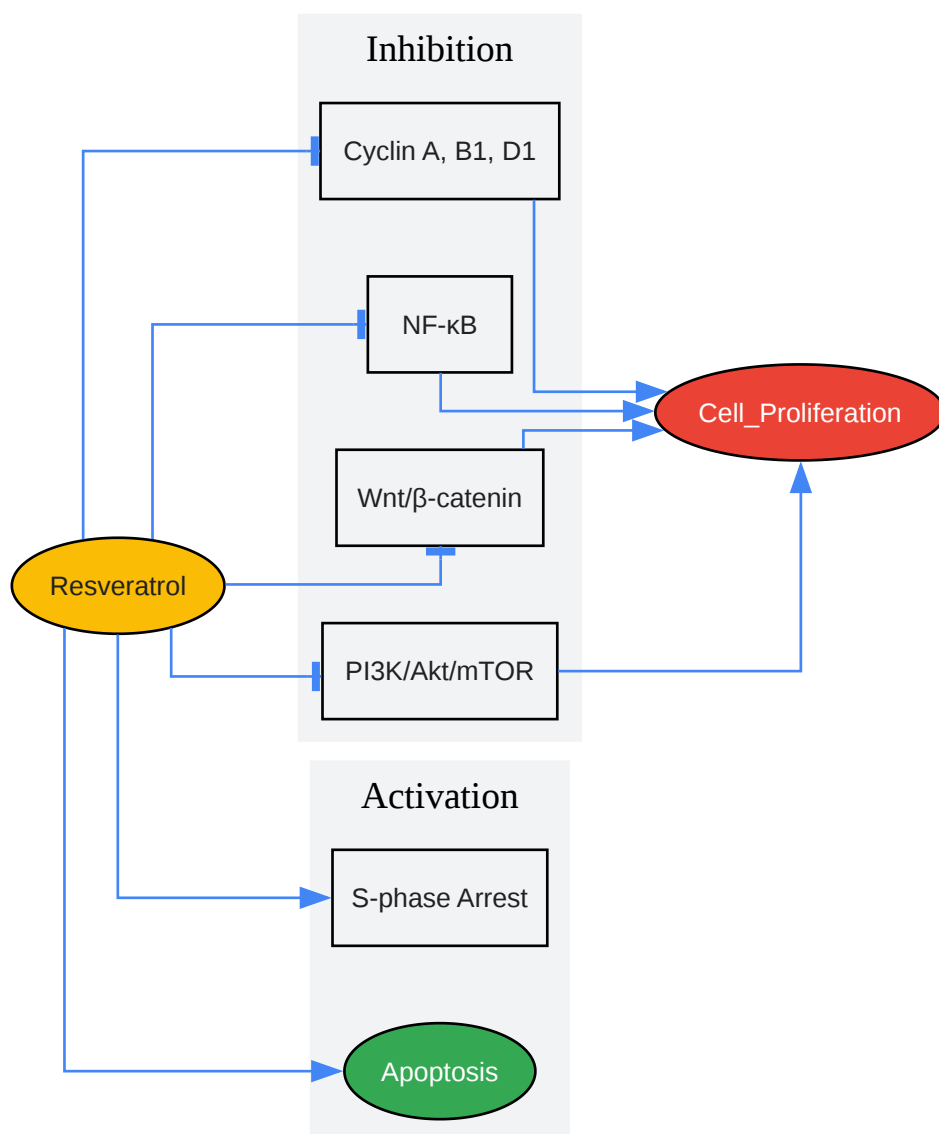 Inhibition
Cyclin A, B1, D1
NF-κB
Cell_Proliferation
Wnt/β-catenin
Resveratrol
PI3K/Akt/mTOR
Activation
S-phase Arrest
Apoptosis